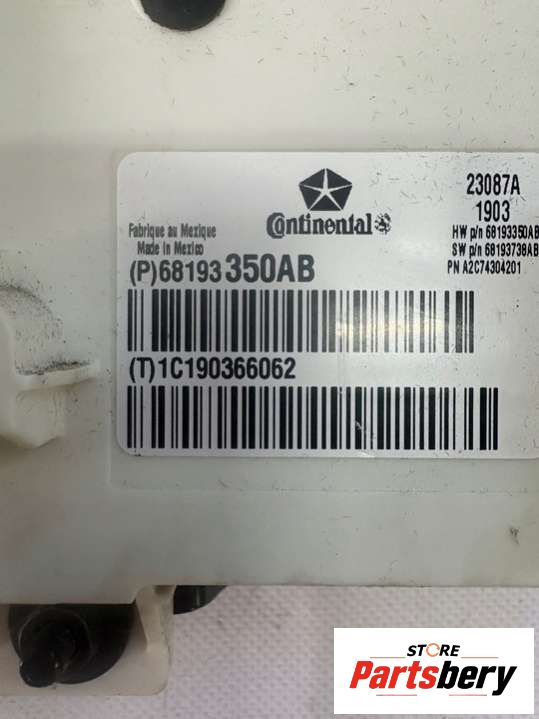 Continental
23087A
1903
HW p/n 68193350AB
SW p/n 68193738AB
PN A2C74304201
Fabrique au Mexique
Made in Mexico
(P)68193350AB
(T)1C190366062
STORE
Partsbery